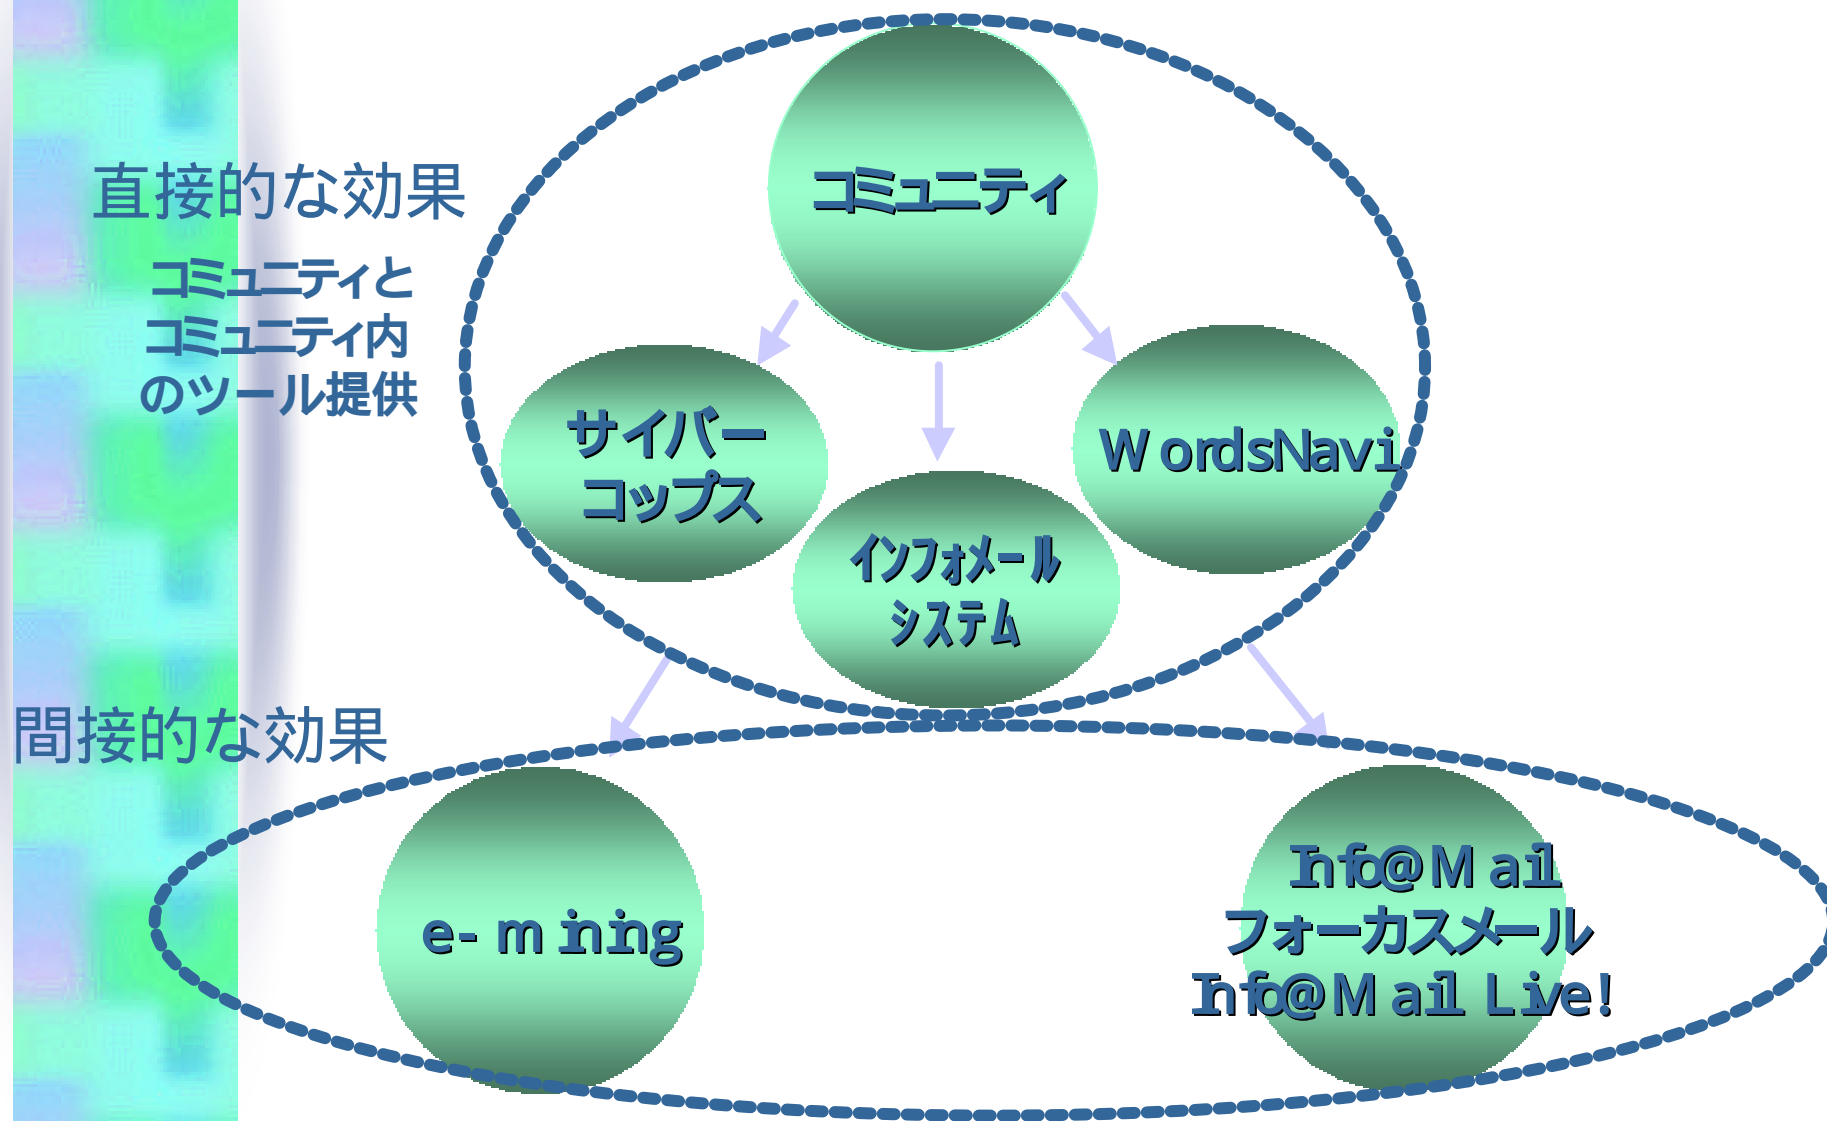 コミュニティ
直接的な効果
コミュニティと
コミュニティ内
のツール提供
サイバー
コップス
WordsNavi
インフォメール
システム
間接的な効果
e-mining
Info@Mail
フォーカスメール
Info@Mail Live!